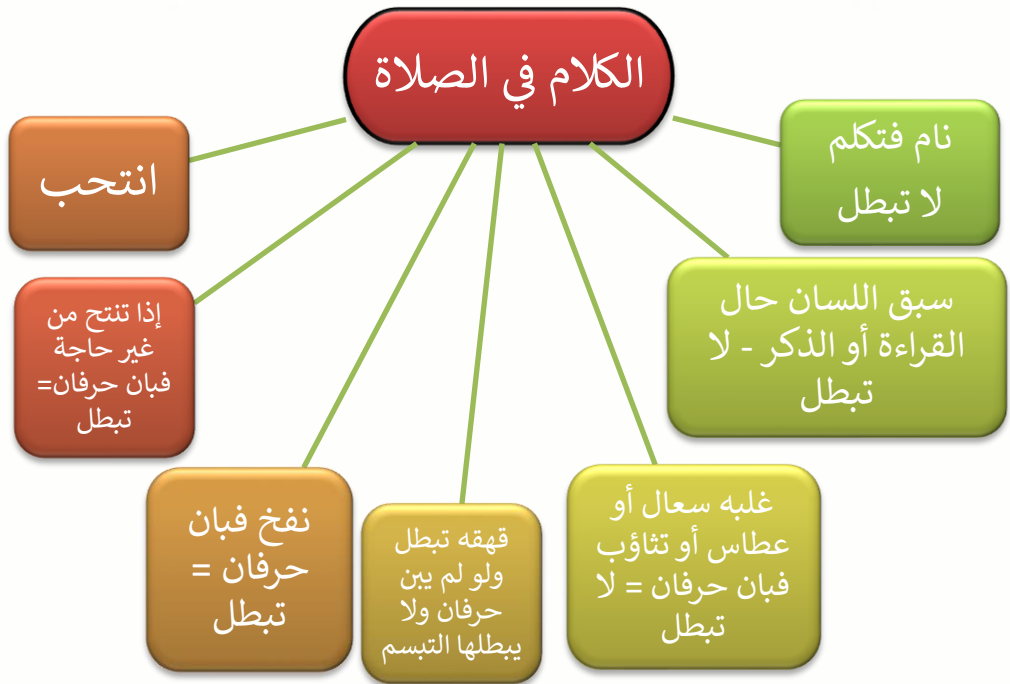 الكلام في الصلاة
نام فتكلم
لا تبطل
سبق اللسان حال
القراءة أو الذكر - لا
تبطل
غلبه سعال أو
عطاس أو تثاؤب
فبان حرفان = لا
تبطل
قهقه تبطل
ولو لم يبن
حرفان ولا
يبطلها التبسم
نفخ فبان
حرفان =
تبطل
إذا تنتح من
غير حاجة
فبان حرفان=
تبطل
انتحب